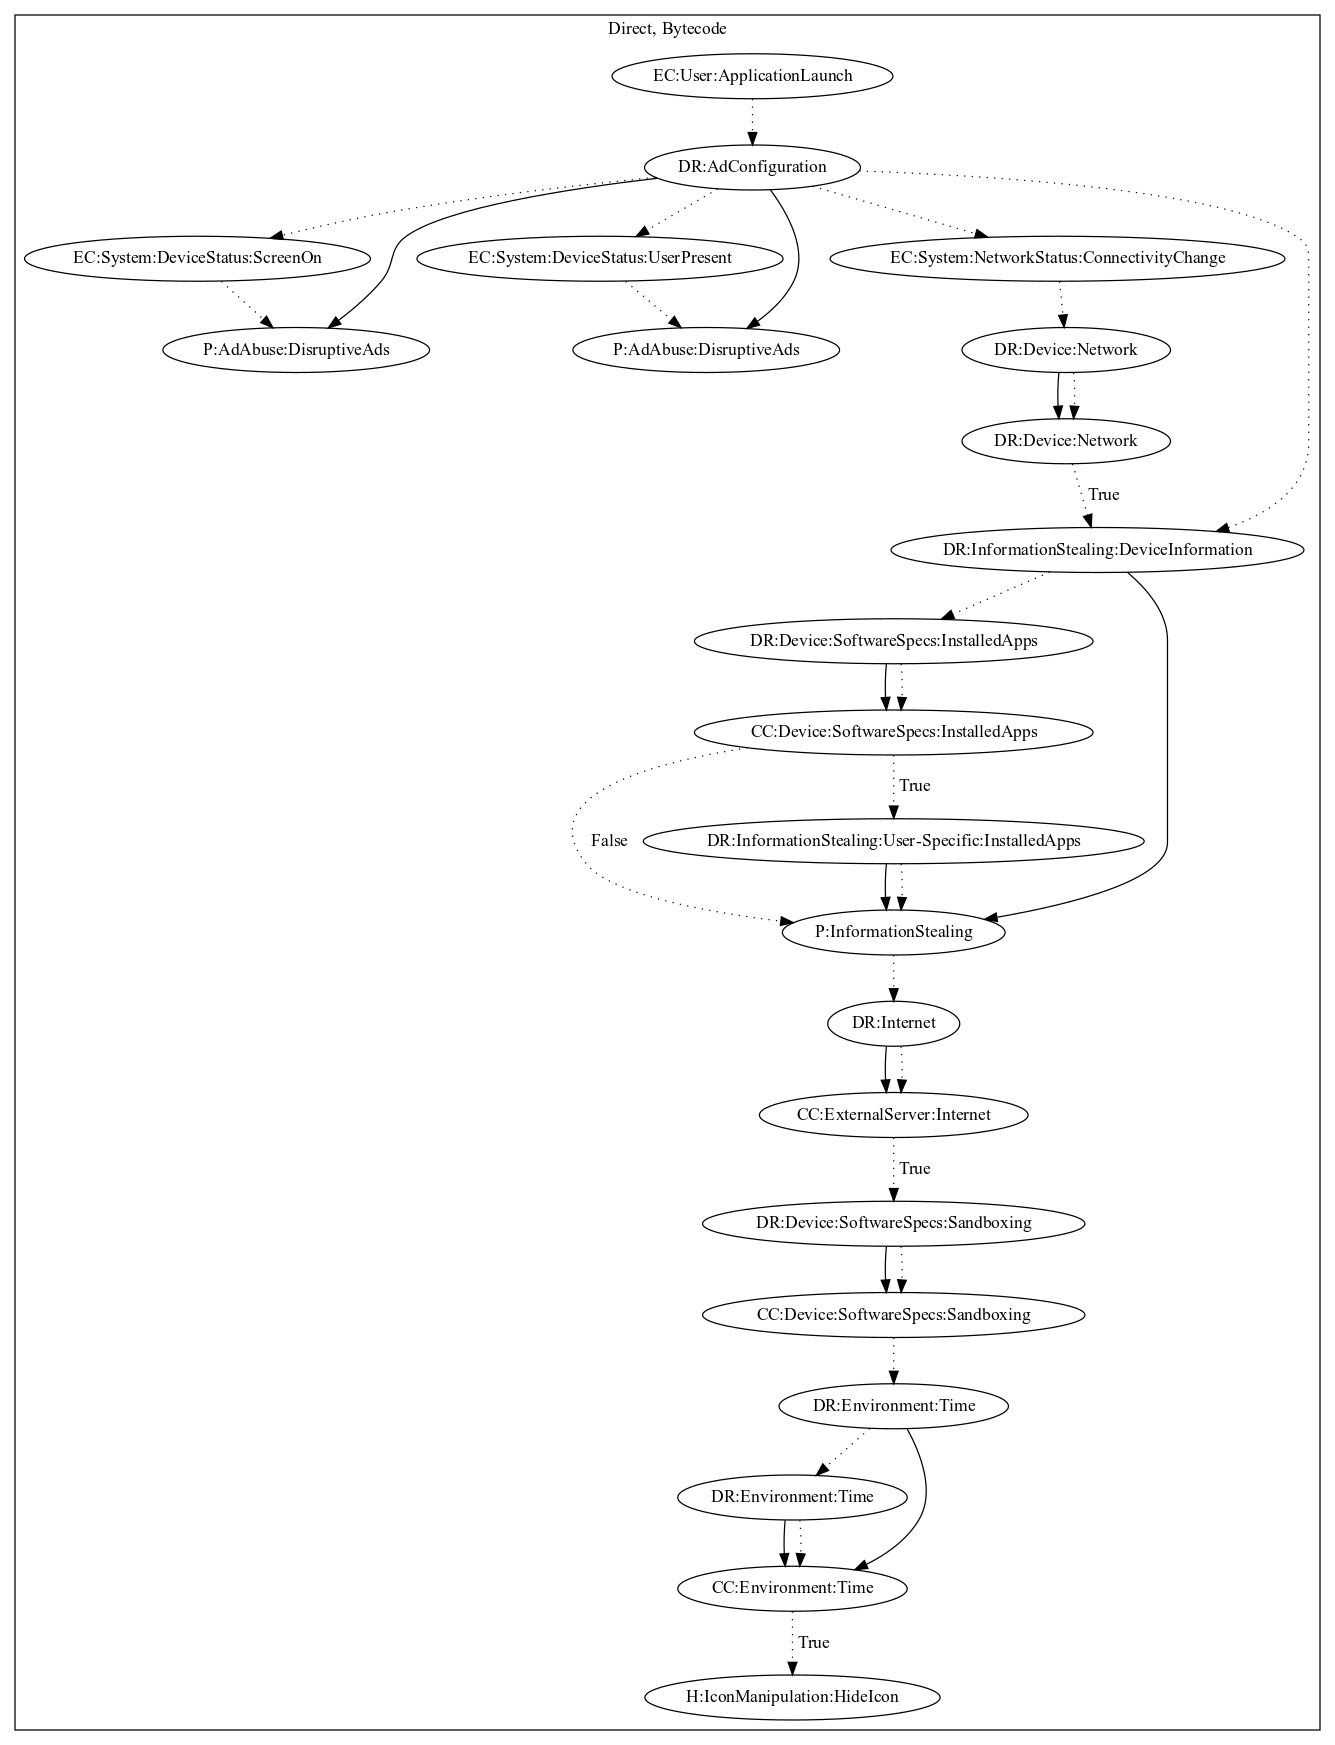 Direct, Bytecode
EC:User:ApplicationLaunch
DR:AdConfiguration
EC:System:DeviceStatus:ScreenOn
EC:System:DeviceStatus:UserPresent
EC:System:NetworkStatus:ConnectivityChange
P:AdAbuse:DisruptiveAds
P:AdAbuse:DisruptiveAds
DR:Device:Network
DR:Device:Network
True
DR:InformationStealing:DeviceInformation
DR:Device:SoftwareSpecs:InstalledApps
CC:Device:SoftwareSpecs:InstalledApps
True
False
DR:InformationStealing:User-Specific:InstalledApps
P:InformationStealing
DR:Internet
CC:ExternalServer:Internet
True
DR:Device:SoftwareSpecs:Sandboxing
CC:Device:SoftwareSpecs:Sandboxing
DR:Environment:Time
DR:Environment:Time
CC:Environment:Time
True
H:IconManipulation:HideIcon